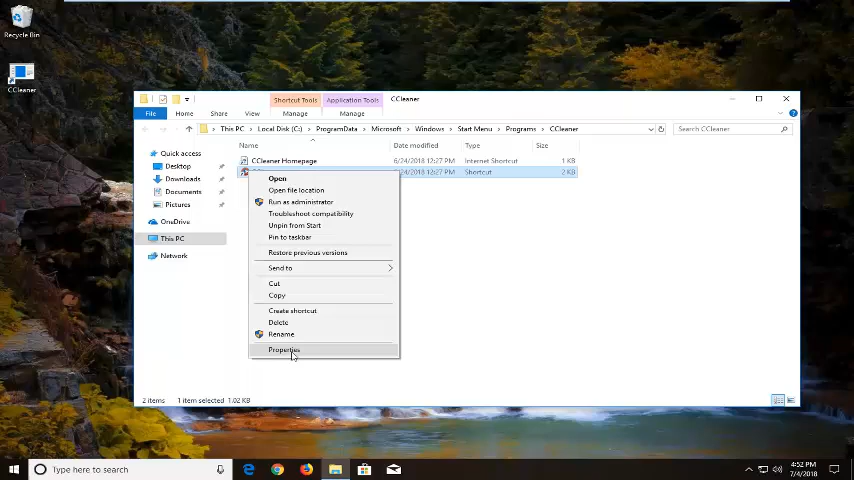 Recycle Bin
CCleaner
Shortcut Tools
Application Tools
CCleaner
File
Home
Share
View
Manage
Manage
This PC
Local Disk (C:)
ProgramData
Microsoft
Windows
Start Menu
Programs
CCleaner
Search CCleaner
Name
Date modified
Type
Size
CCleaner Homepage
6/24/2018 12:27 PM
Internet Shortcut
1 KB
/24/2018 12:27 PM
Shortcut
2 KB
Quick access
Desktop
Downloads
Documents
Pictures
OneDrive
This PC
Network
Open
Open file location
Run as administrator
Troubleshoot compatibility
Unpin from Start
Pin to taskbar
Restore previous versions
Send to
Cut
Copy
Create shortcut
Delete
Rename
Properties
2 items
1 item selected 1.02 KB
Type here to search
4:52 PM
7/4/2018